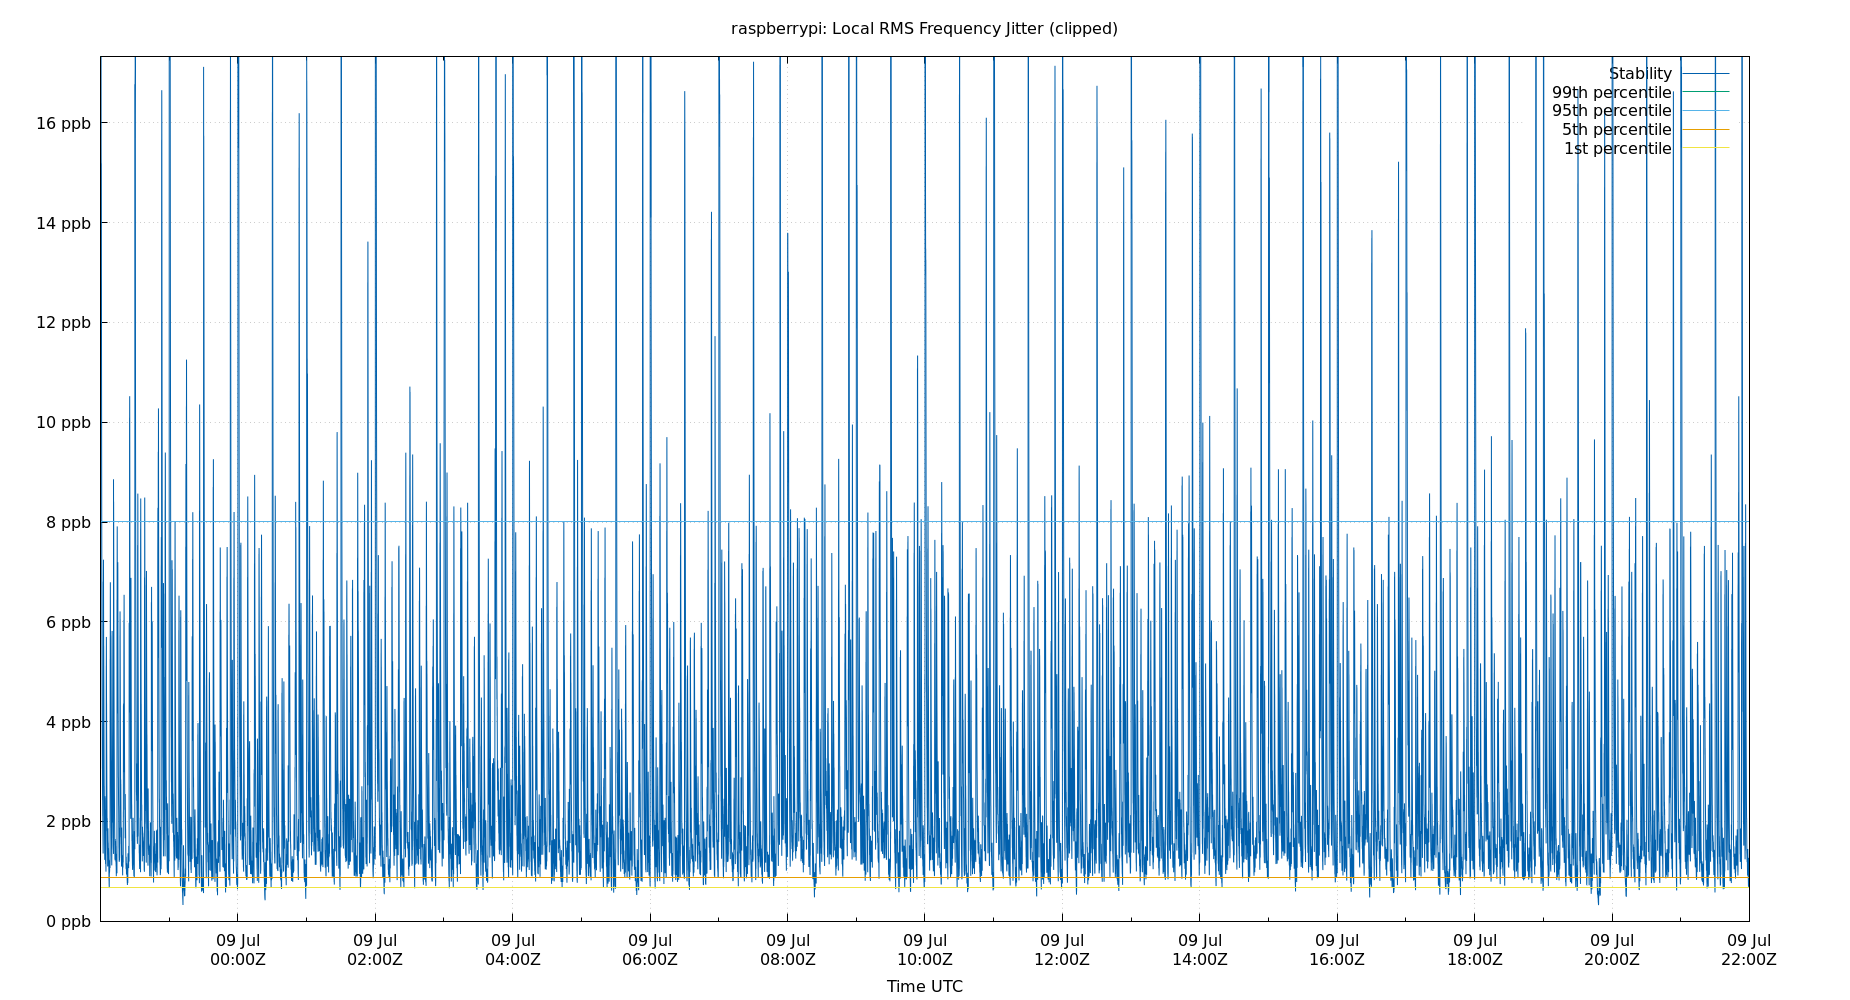 raspberrypi: Local RMS Frequency Jitter (clipped)
Stability
99th percentile
95th percentile
5th percentile
1st percentile
16 ppb
14 ppb
12 ppb
10 ppb
8 ppb
6 ppb
4 ppb
2 ppb
0 ppb
09 Jul 09 Jul 09 Jul 09 Jul 09 Jul 09 Jul 09 Jul 09 Jul 09 Jul 09 Jul 09 Jul 09 Jul
00:00Z 02:00Z 04:00Z 06:00Z 08:00Z 10:00Z 12:00Z 14:00Z 16:00Z 18:00Z 20:00Z 22:00Z
Time UTC